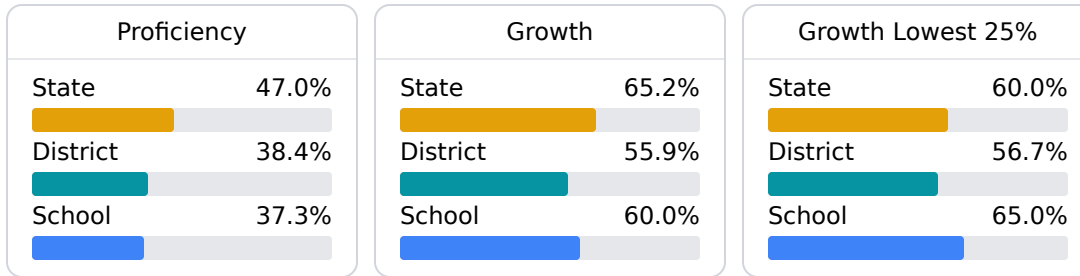 Proficiency
State 47.0%
District 38.4%
School 37.3%
Growth
State 65.2%
District 55.9%
School 60.0%
Growth Lowest 25%
State 60.0%
District 56.7%
School 65.0%